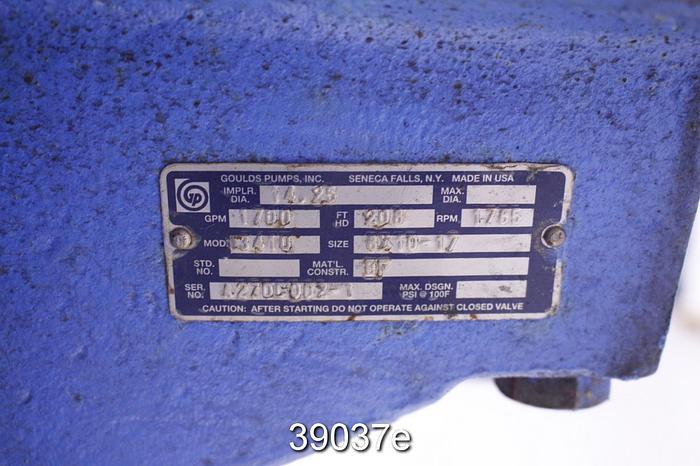 GOULDS PUMPS, INC. SENECA FALLS, N.Y. MADE IN USA
IMPLR. DIA. 14.25 MAX. DIA.
GPM 1700 FT HD 208 RPM
MOD. 3410 SIZE 8X10-17
STD. NO. MAT'L. CONSTR.
SER. NO. MAX. DSGN. PSI @ 100F
CAUTION: AFTER STARTING DO NOT OPERATE AGAINST CLOSED VALVE
39037e